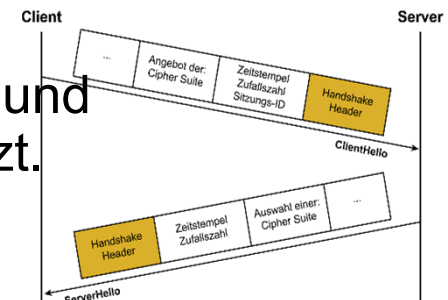 Client
Server
...
Angebot der:
Cipher Suite
Zeitstempel
Zufallszahl
Sitzungs-ID
Handshake
Header
und
zt.
ClientHello
Handshake
Header
Zeitstempel
Zufallszahl
Auswahl einer:
Cipher Suite
...
ServerHello